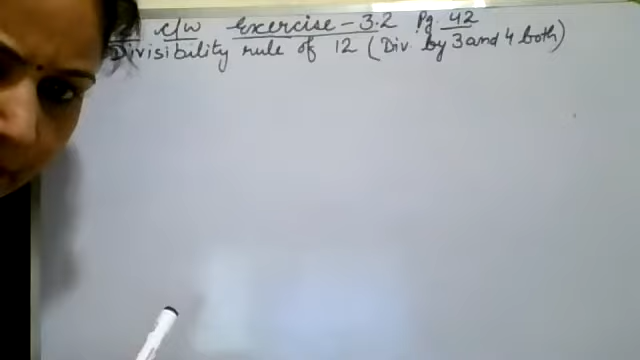 c/w Exercise - 3.2 Pg. 42
Divisibility rule of 12 (Div. by 3 and 4 both)